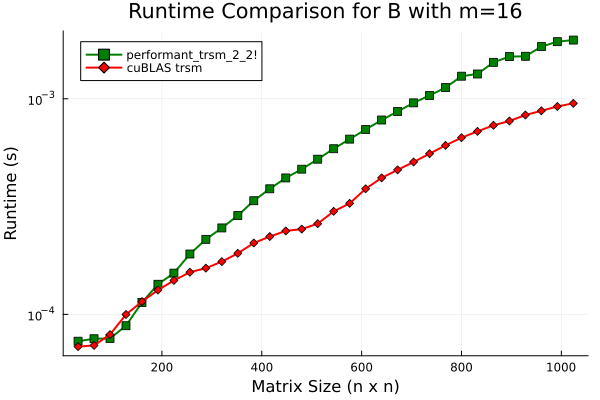 Runtime Comparison for B with m=16
performant_trsm_2_2!
cuBLAS trsm
Runtime (s)
10⁻³
10⁻⁴
200
400
600
800
1000
Matrix Size (n x n)